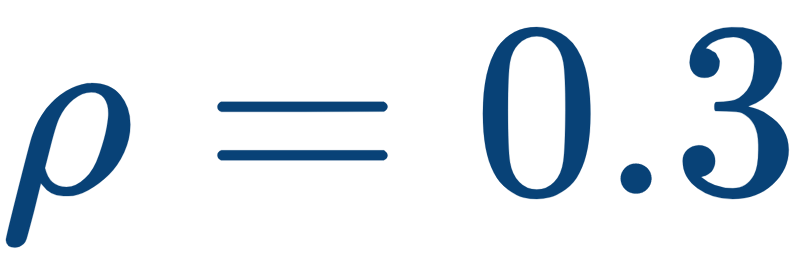 ρ = 0.3